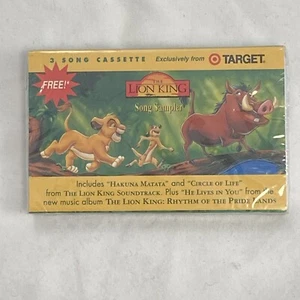 3 SONG CASSETTE Exclusively from TARGET
FREE!*
THE
LION KING
Song Sampler
Includes "HAKUNA MATATA" and "CIRCLE OF LIFE"
from THE LION KING SOUNDTRACK. Plus "HE LIVES IN YOU" from the
new music album THE LION KING: RHYTHM OF THE PRIDE LANDS